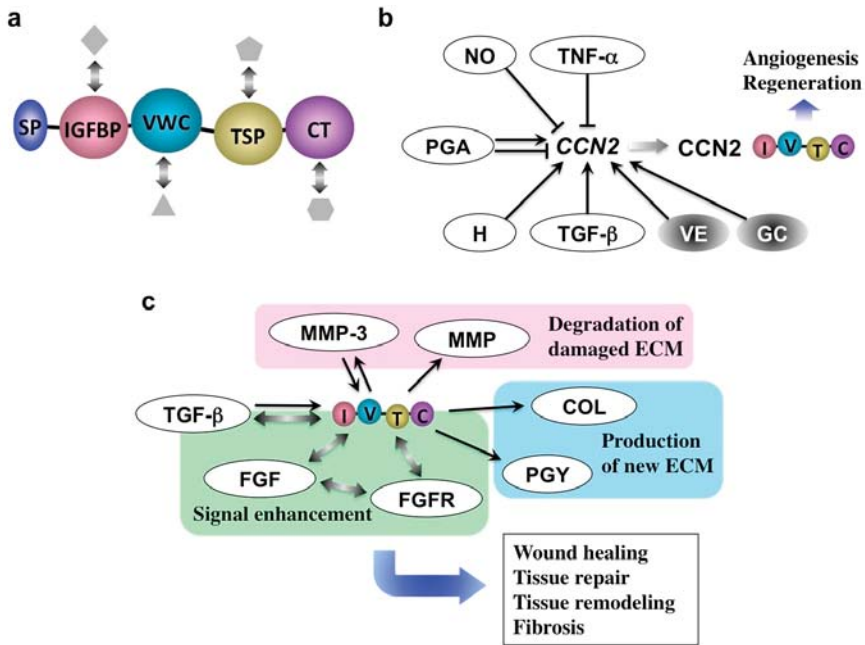 a
SP
IGFBP
VWC
TSP
CT
b
NO
TNF-α
Angiogenesis
Regeneration
PGA
CCN2
CCN2
I
V
T
C
H
TGF-β
VE
GC
c
MMP-3
MMP
Degradation of
damaged ECM
TGF-β
I
V
T
C
COL
Production
of new ECM
PGY
FGF
FGFR
Signal enhancement
Wound healing
Tissue repair
Tissue remodeling
Fibrosis